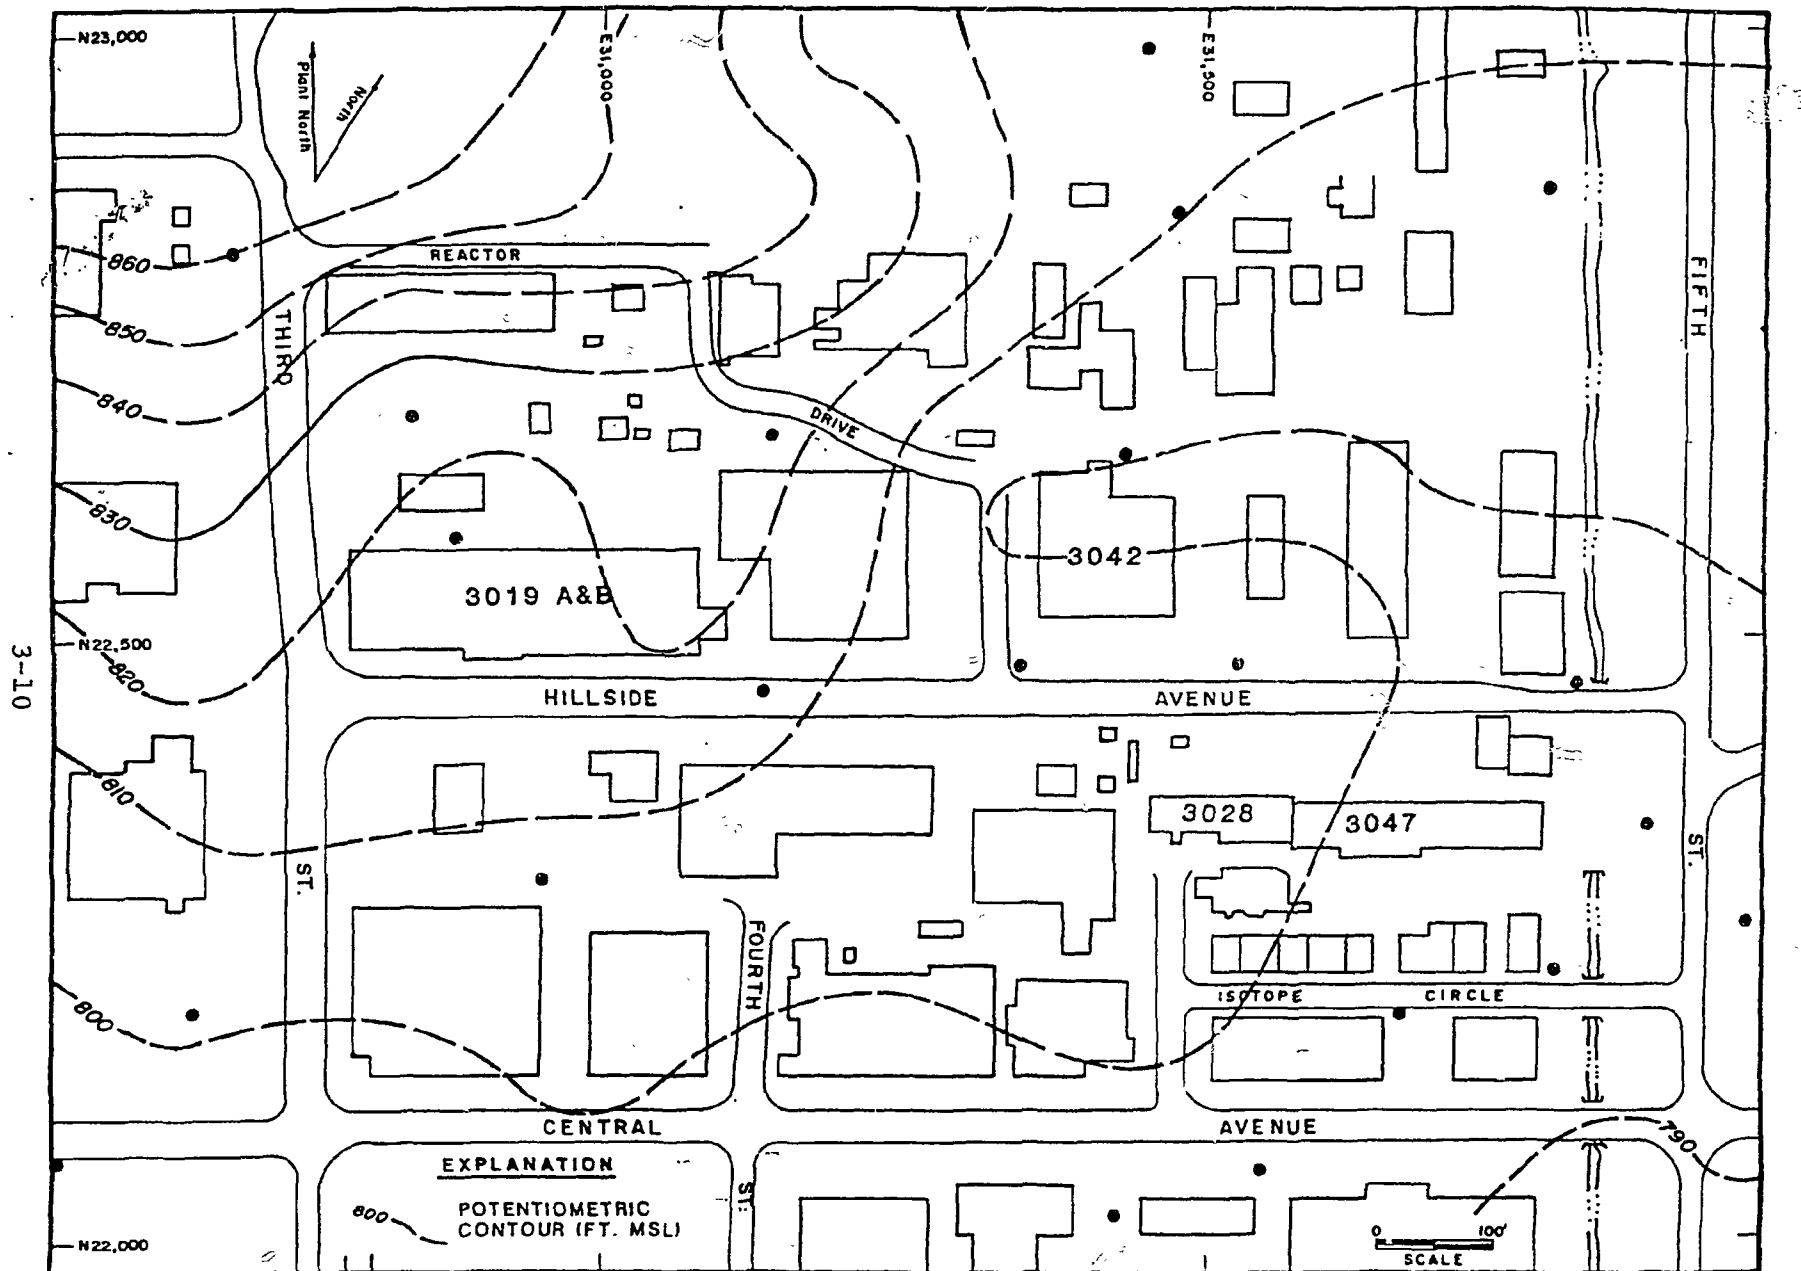 N23,000
E31,000
E31,500
Plant North
North
860
REACTOR
850
THIRD
FIFTH
840
DRIVE
830
3042
3019 A&B
N22,500
820
3-10
HILLSIDE
AVENUE
810
3028
3047
ST.
ST.
FOURTH
800
ISOTOPE
CIRCLE
CENTRAL
AVENUE
790
EXPLANATION
ST.
800
POTENTIOMETRIC
CONTOUR (FT. MSL)
N22,000
0 100'
SCALE